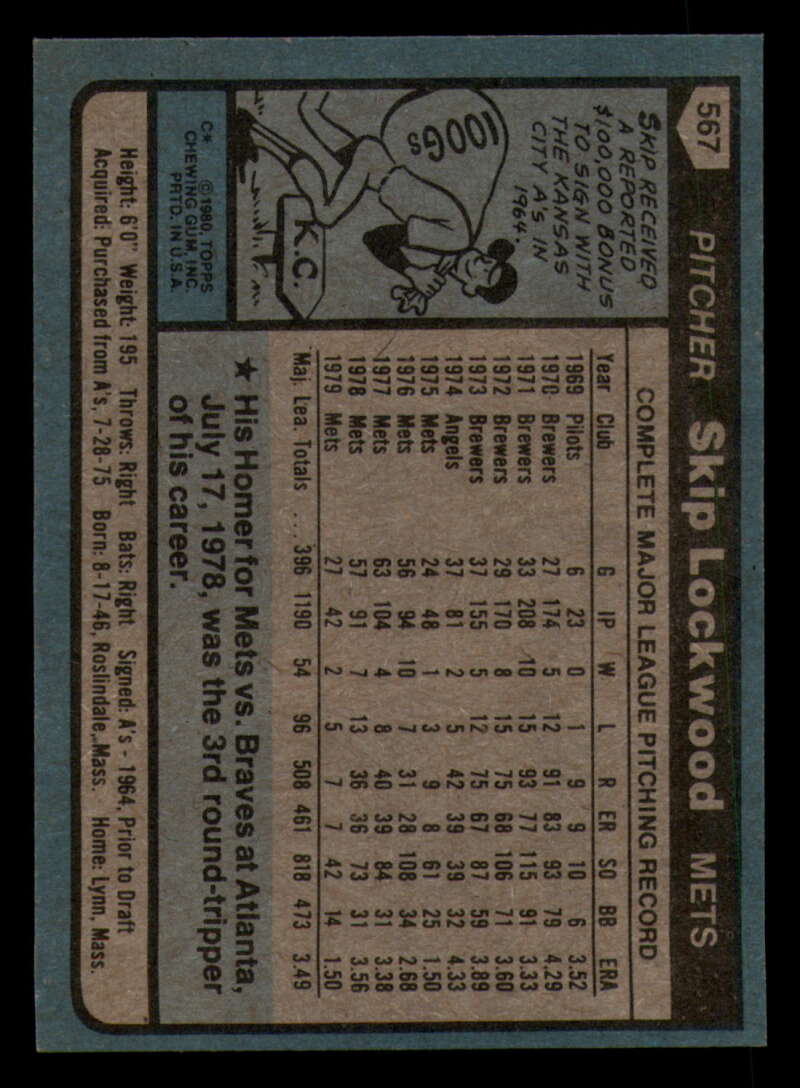 567
PITCHER Skip Lockwood METS
SKIP RECEIVED
A REPORTED
$100,000 BONUS
TO SIGN WITH
THE KANSAS
CITY A'S IN
1964.
100Gs
K.C.
C* ©1980, TOPPS
CHEWING GUM, INC.
PRTD. IN U.S.A.
COMPLETE MAJOR LEAGUE PITCHING RECORD
Year Club G IP W L R ER SO BB ERA
1969 Pilots 6 23 0 1 9 9 10 6 3.52
1970 Brewers 27 174 5 12 91 83 93 79 4.29
1971 Brewers 33 208 10 15 93 77 115 91 3.33
1972 Brewers 29 170 8 15 75 68 106 71 3.60
1973 Brewers 37 155 5 12 75 67 87 59 3.89
1974 Angels 37 81 2 5 42 39 39 32 4.33
1975 Mets 24 48 1 3 9 8 61 25 1.50
1976 Mets 56 94 10 7 31 28 108 34 2.68
1977 Mets 63 104 4 8 40 39 84 31 3.38
1978 Mets 57 91 7 13 36 36 73 31 3.56
1979 Mets 27 42 2 5 7 7 42 14 1.50
Maj. Lea. Totals ... 396 1190 54 96 508 461 818 473 3.49
★ His Homer for Mets vs. Braves at Atlanta,
July 17, 1978, was the 3rd round-tripper
of his career.
Height: 6'0" Weight: 195 Throws: Right Bats: Right Signed: A's - 1964, Prior to Draft
Acquired: Purchased from A's, 7-28-75 Born: 8-17-46, Roslindale, Mass. Home: Lynn, Mass.